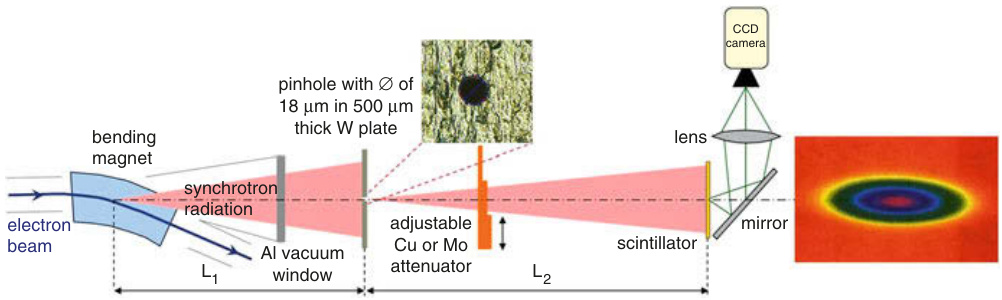 CCD
camera
pinhole with ∅ of
18 μm in 500 μm
thick W plate
bending
magnet
lens
synchrotron
radiation
electron
beam
adjustable
Cu or Mo
attenuator
mirror
scintillator
Al vacuum
window
L1
L2